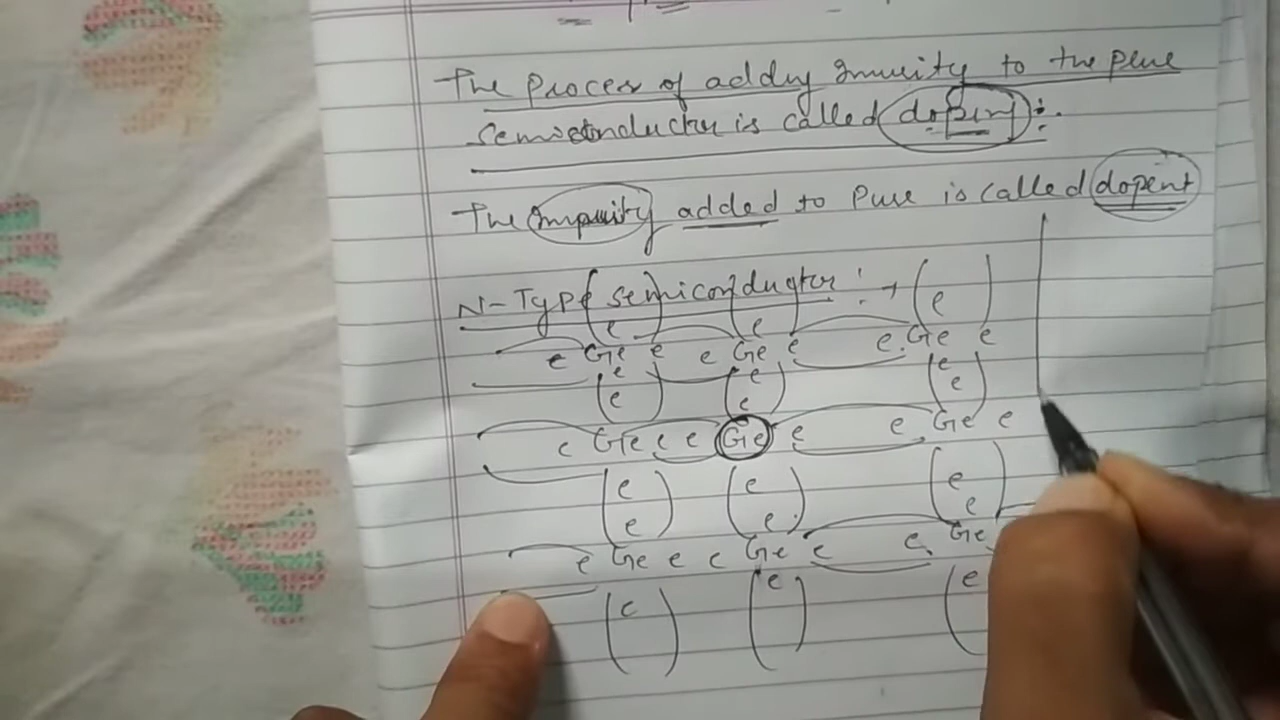 The process of adding impurity to the pure
semiconductor is called doping :.
The impurity added to Pure is called dopent
N-Type semiconductor : →
e e e
e Ge e e Ge e e Ge e
e e e
e e e
e Ge e e Ge e e Ge e
e e e
e e e
e Ge e e Ge e e Ge
e e e